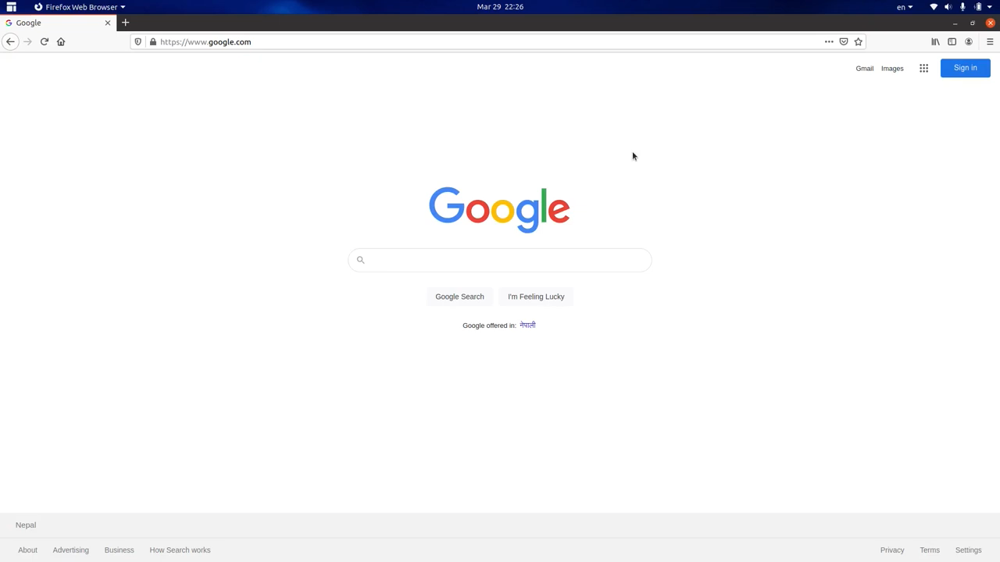 Firefox Web Browser Mar 29 22:26 en
Google
https://www.google.com
Gmail Images Sign in
Google
Google Search I'm Feeling Lucky
Google offered in: नेपाली
Nepal
About Advertising Business How Search works Privacy Terms Settings